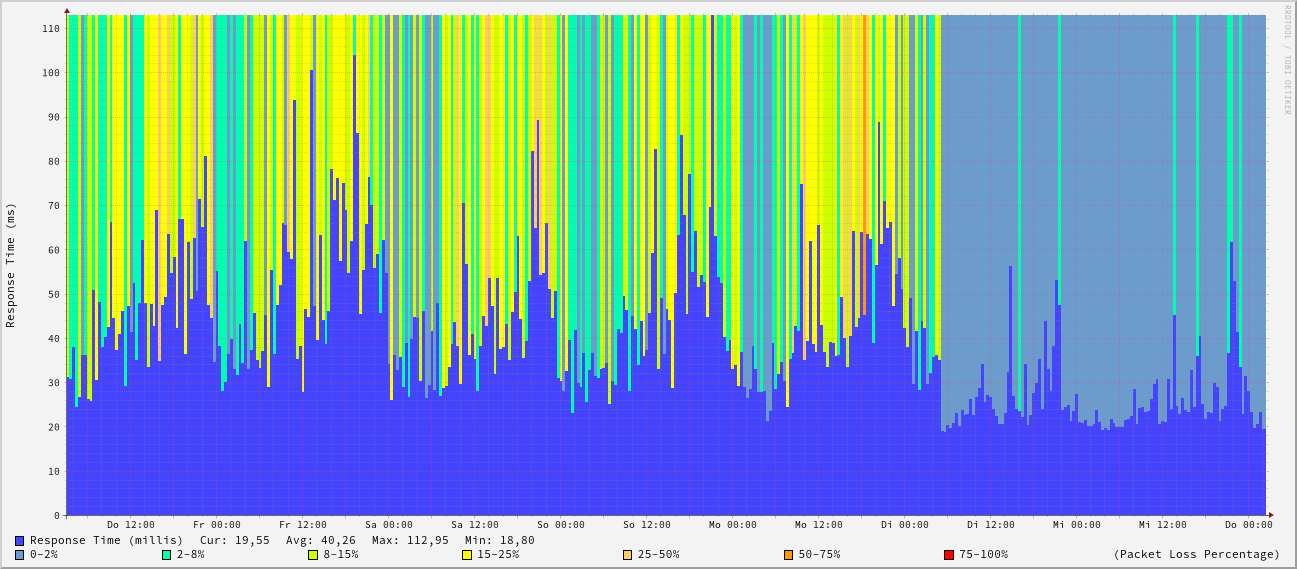 RRDTOOL / TOBI OETIKER
Response Time (ms)
110
100
90
80
70
60
50
40
30
20
10
0
Do 12:00 Fr 00:00 Fr 12:00 Sa 00:00 Sa 12:00 So 00:00 So 12:00 Mo 00:00 Mo 12:00 Di 00:00 Di 12:00 Mi 00:00 Mi 12:00 Do 00:00
Response Time (millis) Cur: 19,55 Avg: 40,26 Max: 112,95 Min: 18,80
0-2% 2-8% 8-15% 15-25% 25-50% 50-75% 75-100% (Packet Loss Percentage)